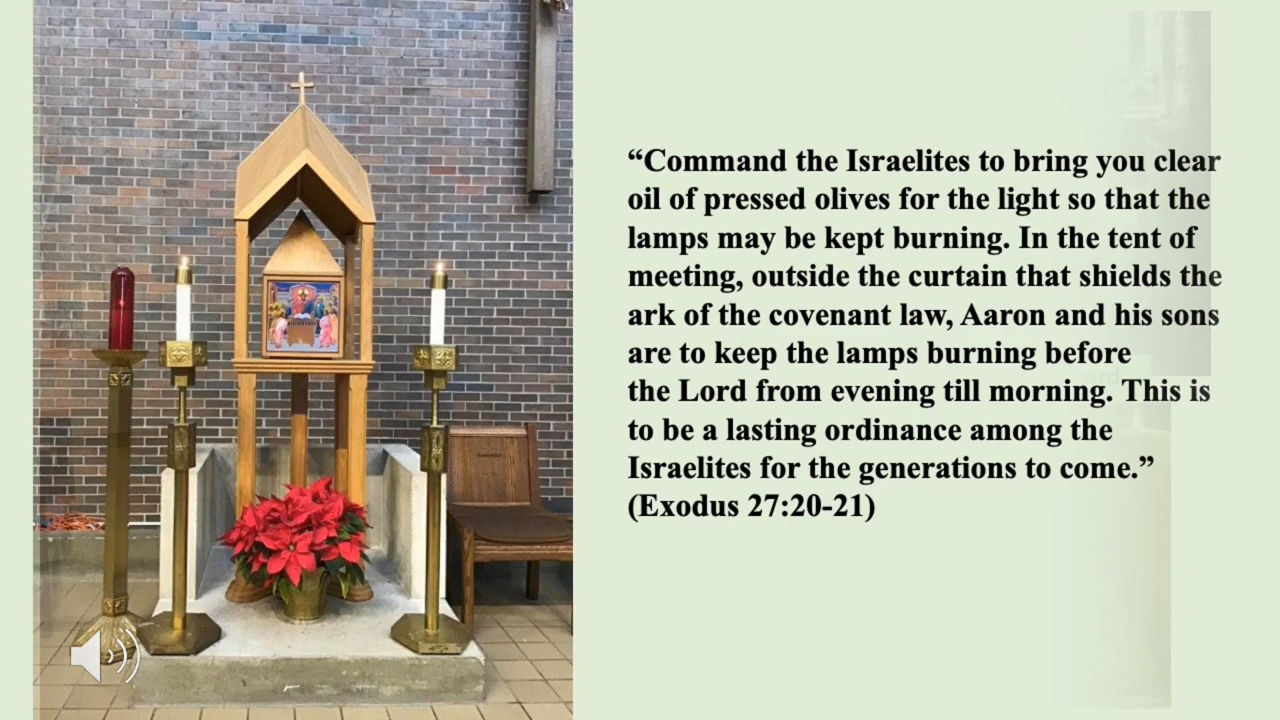 “Command the Israelites to bring you clear
oil of pressed olives for the light so that the
lamps may be kept burning. In the tent of
meeting, outside the curtain that shields the
ark of the covenant law, Aaron and his sons
are to keep the lamps burning before
the Lord from evening till morning. This is
to be a lasting ordinance among the
Israelites for the generations to come.”
(Exodus 27:20-21)